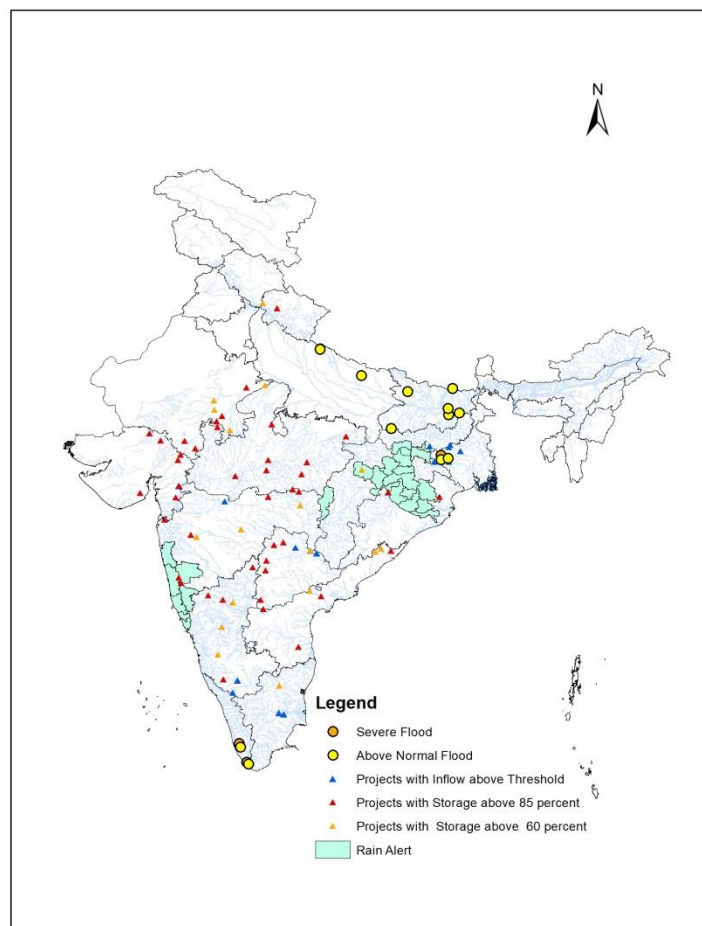 N
Legend
Severe Flood
Above Normal Flood
Projects with Inflow above Threshold
Projects with Storage above 85 percent
Projects with Storage above 60 percent
Rain Alert